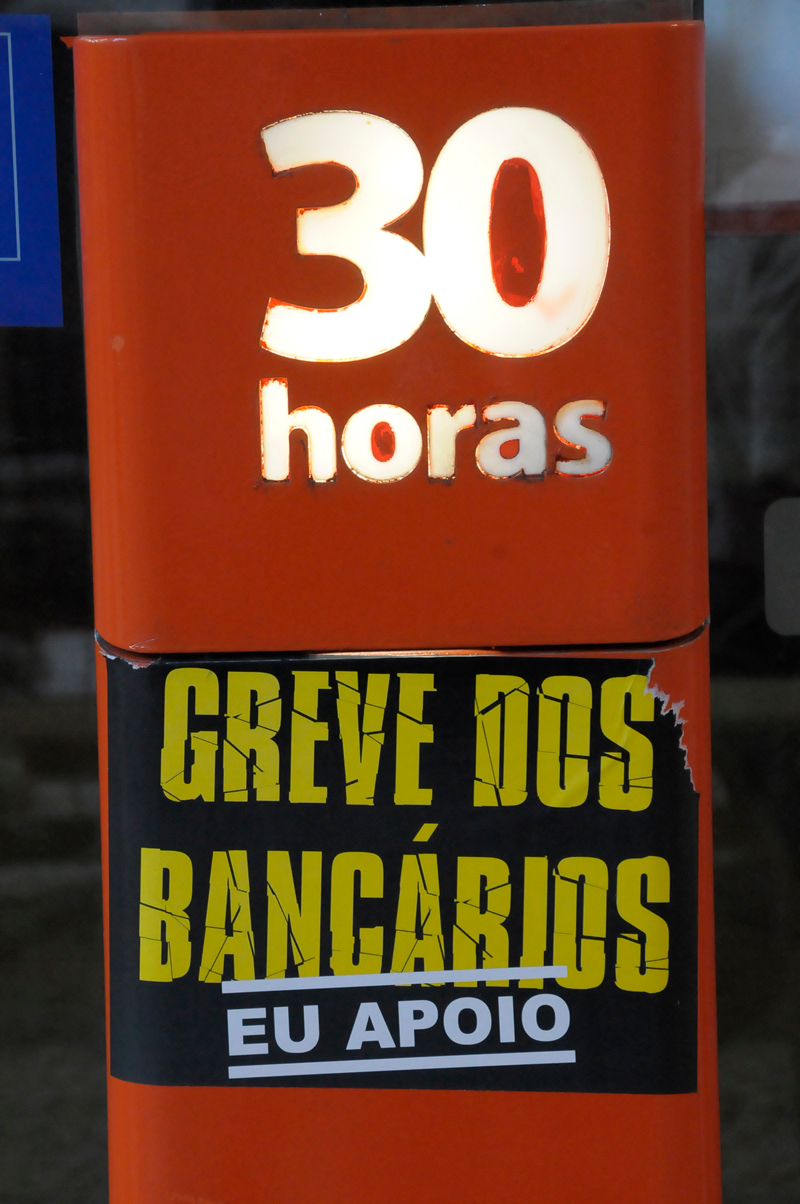 30
horas
GREVE DOS
BANCÁRIOS
EU APOIO